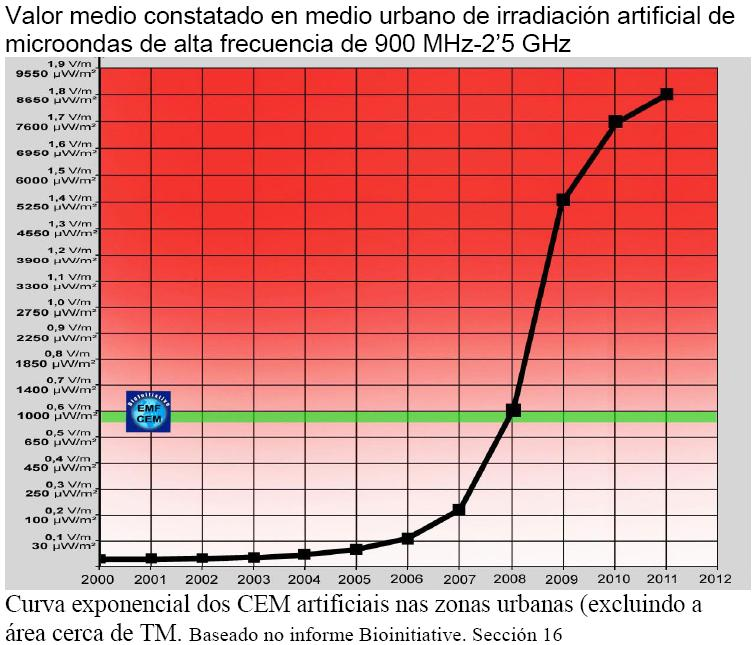 Valor medio constatado en medio urbano de irradiación artificial de
microondas de alta frecuencia de 900 MHz-2'5 GHz
1,9 V/m
9550 µW/m²
1,8 V/m
8650 µW/m²
1,7 V/m
7600 µW/m²
1,6 V/m
6950 µW/m²
1,5 V/m
6000 µW/m²
1,4 V/m
5250 µW/m²
1,3 V/m
4550 µW/m²
1,2 V/m
3900 µW/m²
1,1 V/m
3300 µW/m²
1,0 V/m
2750 µW/m²
0,9 V/m
2250 µW/m²
0,8 V/m
1850 µW/m²
0,7 V/m
1400 µW/m²
0,6 V/m
1000 µW/m²
0,5 V/m
650 µW/m²
0,4 V/m
450 µW/m²
0,3 V/m
250 µW/m²
0,2 V/m
100 µW/m²
0,1 V/m
30 µW/m²
Bioinitiative
EMF
CEM
2000 2001 2002 2003 2004 2005 2006 2007 2008 2009 2010 2011 2012
Curva exponencial dos CEM artificiais nas zonas urbanas (excluindo a
área cerca de TM. Baseado no informe Bioinitiative. Sección 16